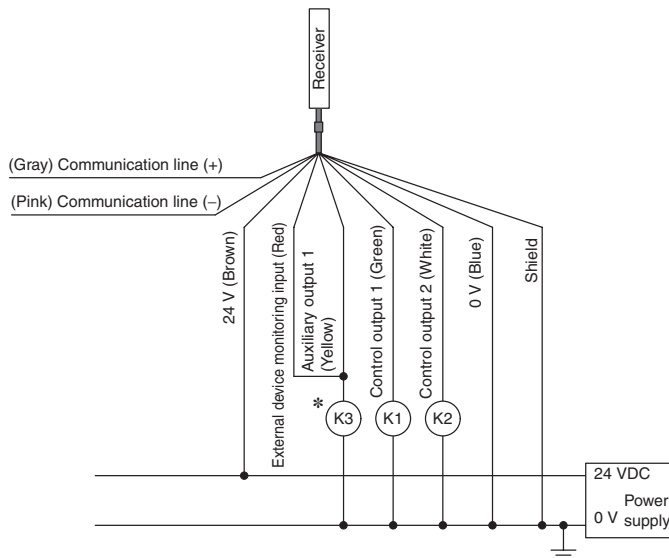 Receiver
(Gray) Communication line (+)
(Pink) Communication line (−)
24 V (Brown)
External device monitoring input (Red)
Auxiliary output 1
(Yellow)
Control output 1 (Green)
Control output 2 (White)
0 V (Blue)
Shield
*
K3
K1
K2
24 VDC
Power
supply
0 V